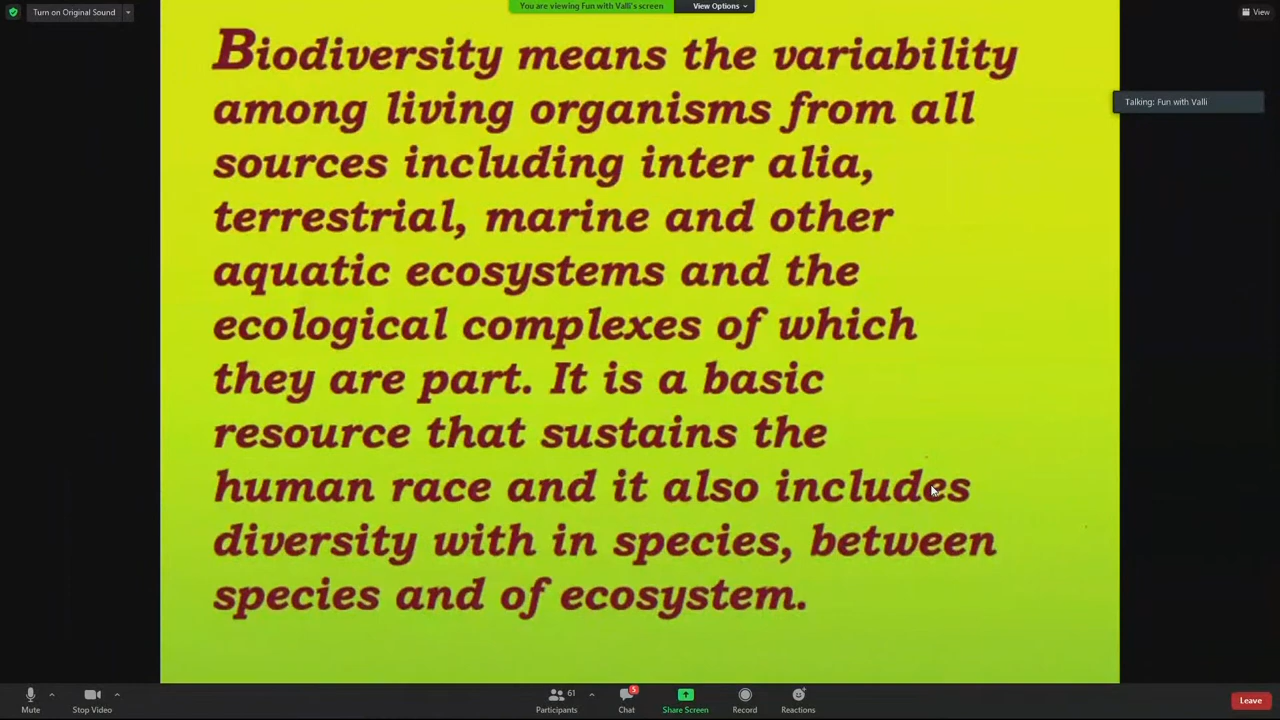 Turn on Original Sound
You are viewing Fun with Valli's screen
View Options
View
Talking: Fun with Valli
Biodiversity means the variability
among living organisms from all
sources including inter alia,
terrestrial, marine and other
aquatic ecosystems and the
ecological complexes of which
they are part. It is a basic
resource that sustains the
human race and it also includes
diversity with in species, between
species and of ecosystem.
Mute
Stop Video
61
Participants
5
Chat
Share Screen
Record
Reactions
Leave